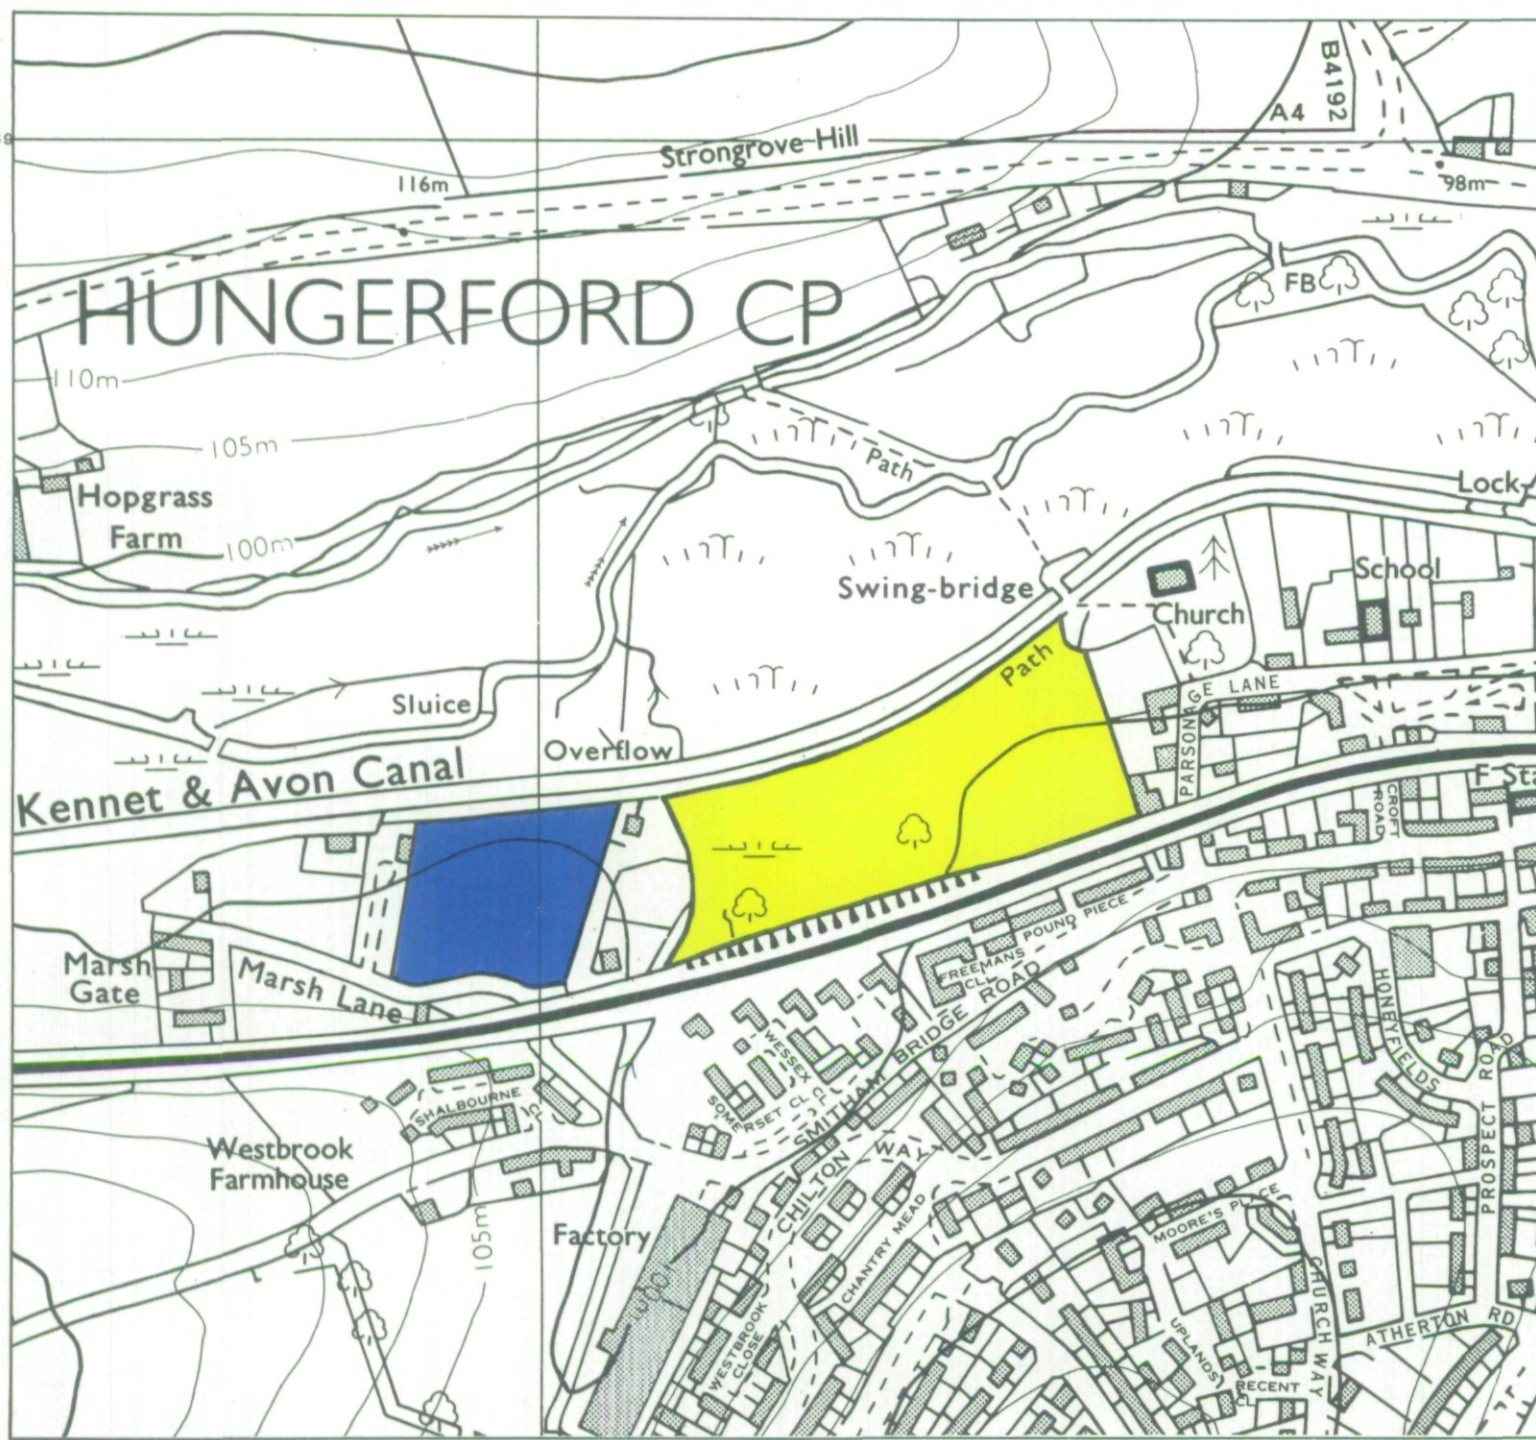 B4192
A4
Strongrove Hill
116m
98m
HUNGERFORD CP
FB
110m
105m
Path
Lock
Hopgrass
Farm
100m
School
Swing-bridge
Church
Path
PARSONAGE LANE
Sluice
Overflow
Kennet & Avon Canal
F Sta
CROFT
ROAD
Marsh
Gate
Marsh Lane
POUND PIECE
FREEMANS
CL
HONEYFIELDS
SMITHAM BRIDGE ROAD
WESSEX CL
SOMERSET CL
SHALBOURNE
CL
PROSPECT ROAD
Westbrook
Farmhouse
CHILTON WAY
MOORE'S PLACE
CHANTRY MEAD
105m
Factory
WESTBROOK
CLOSE
CHURCH WAY
ATHERTON RD
UPLANDS
RECENT
CL